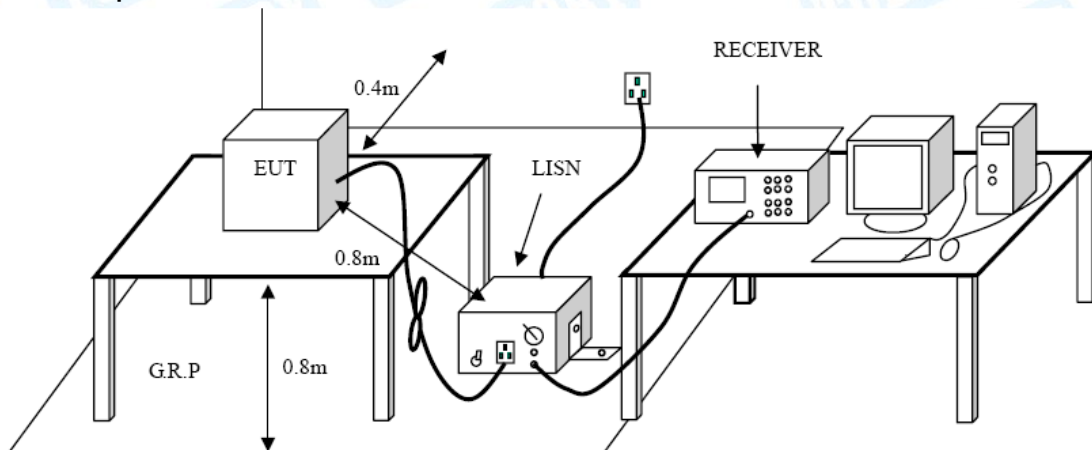 RECEIVER
0.4m
EUT
LISN
0.8m
G.R.P
0.8m